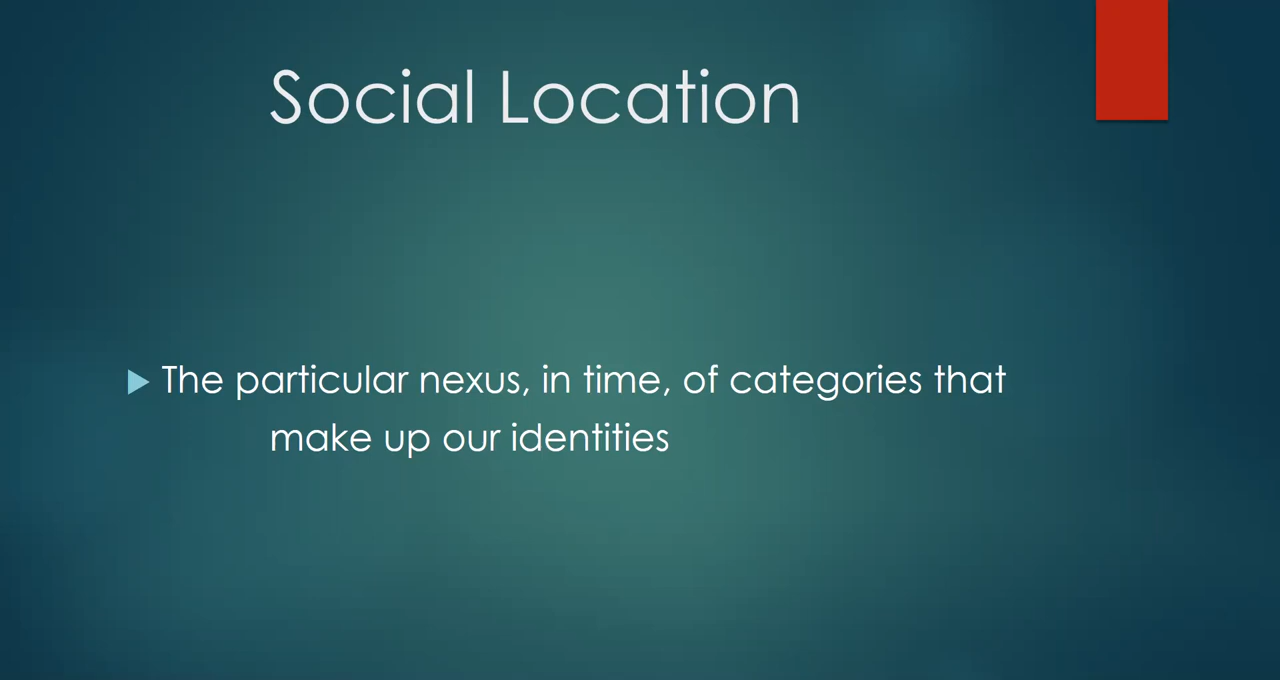 Social Location
The particular nexus, in time, of categories that
make up our identities